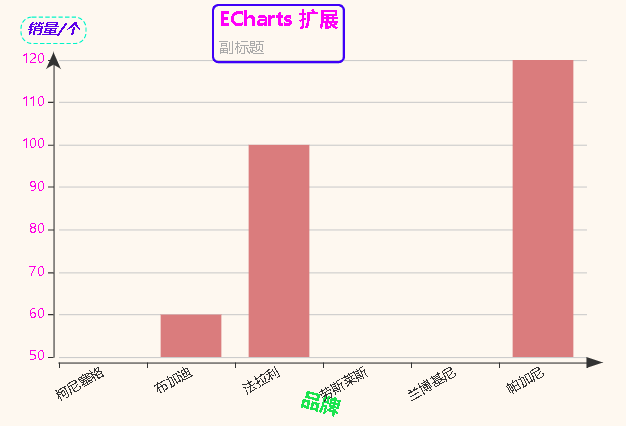 ECharts 扩展
副标题
销量/个
120
110
100
90
80
70
60
50
柯尼塞格
布加迪
法拉利
劳斯莱斯
兰博基尼
帕加尼
品牌